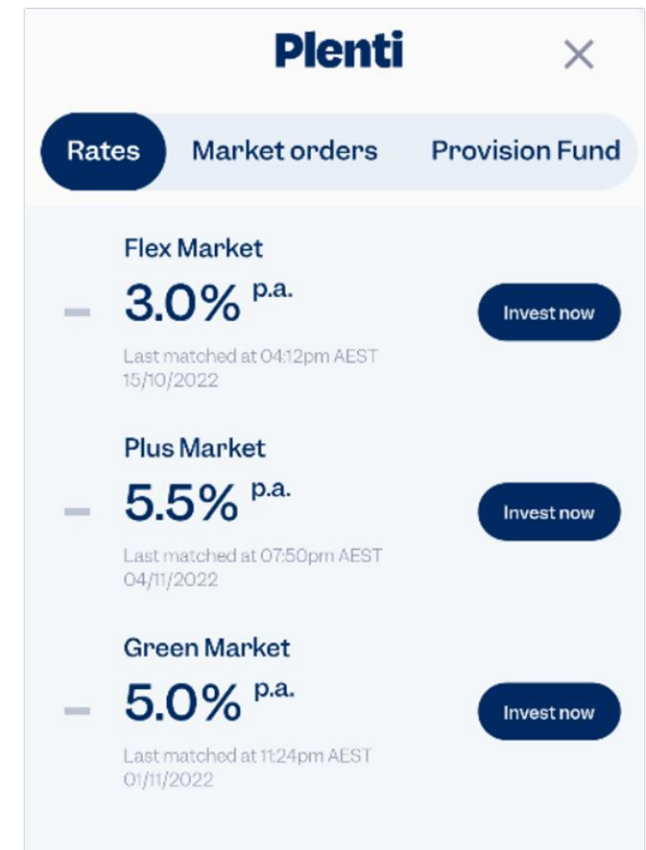 Plenti
Rates Market orders Provision Fund
Flex Market
3.0% p.a.
Invest now
Last matched at 04:12pm AEST
15/10/2022
Plus Market
5.5% p.a.
Invest now
Last matched at 07:50pm AEST
04/11/2022
Green Market
5.0% p.a.
Invest now
Last matched at 11:24pm AEST
01/11/2022